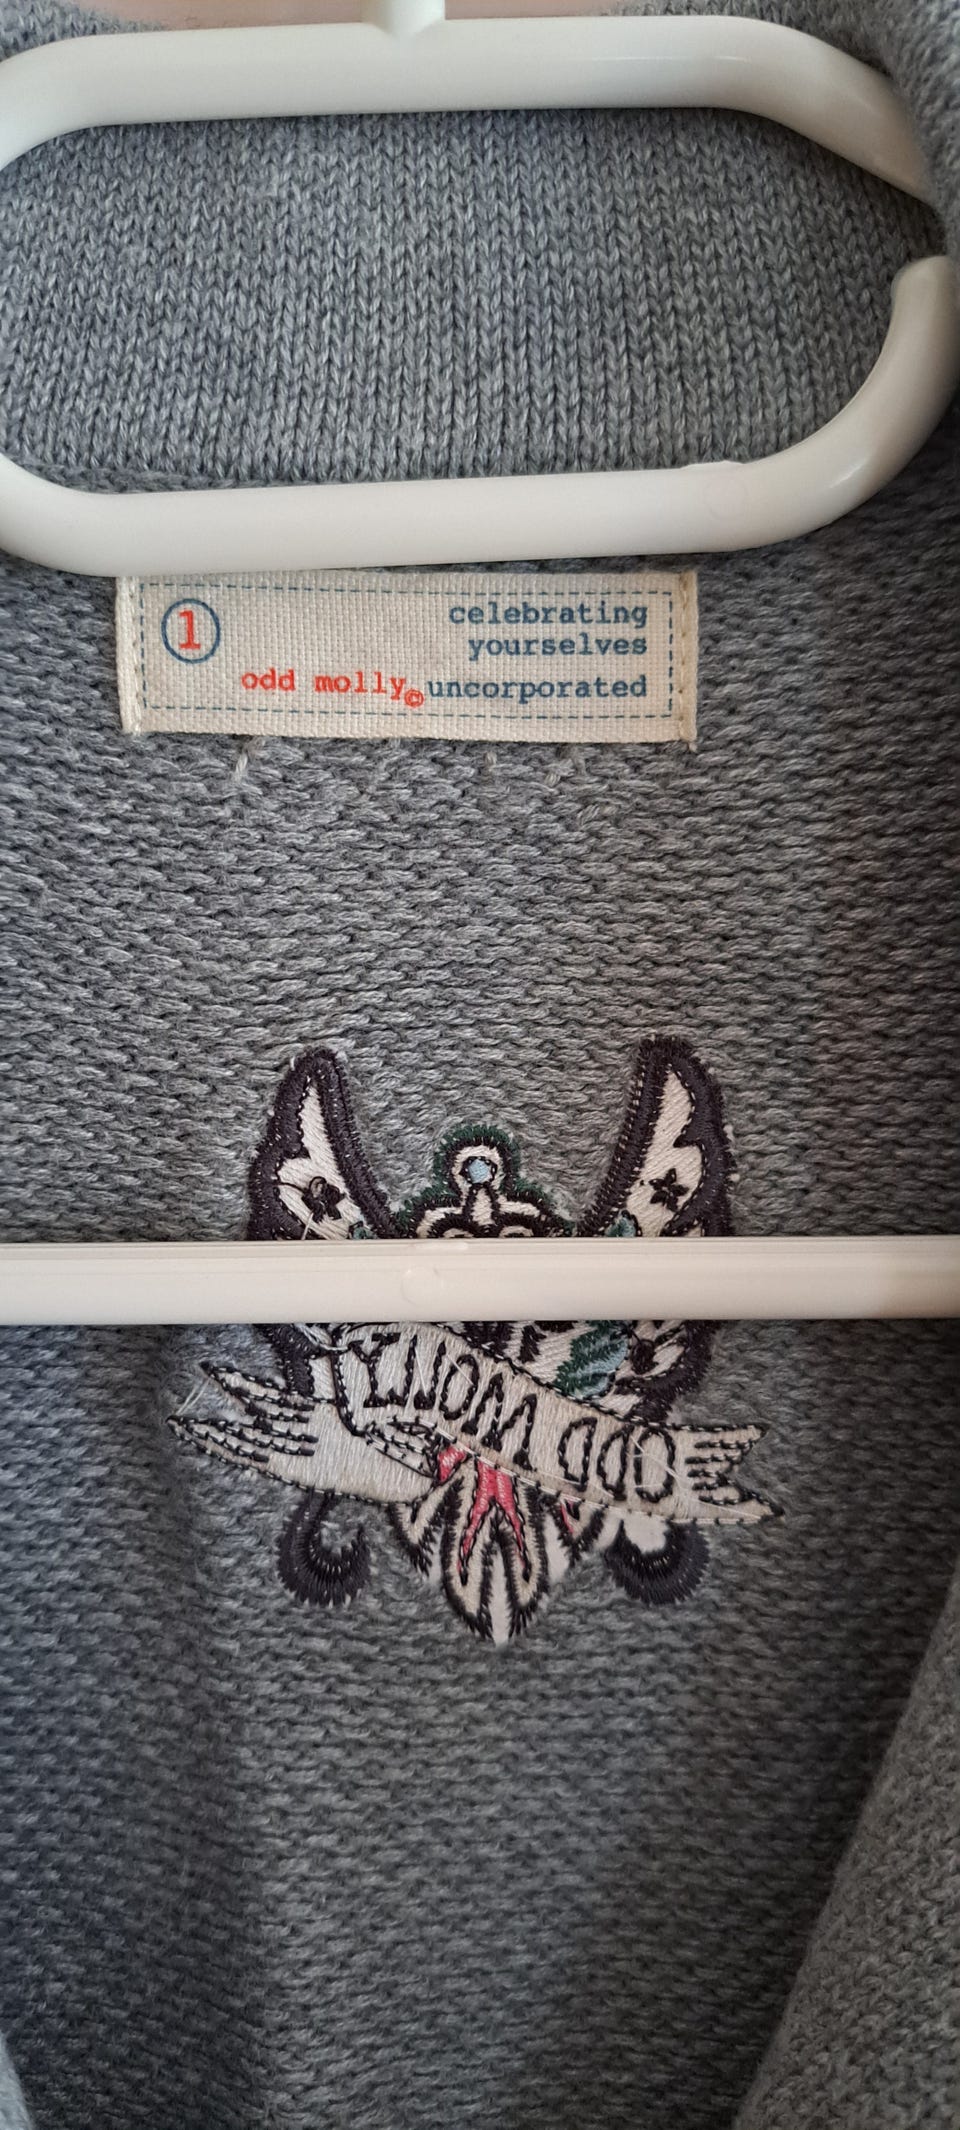 1
celebrating
yourselves
odd molly© uncorporated
ODD MOLLY